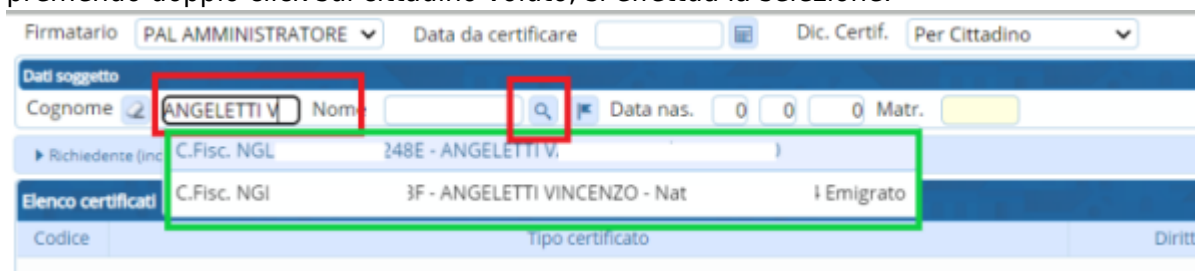 premendo doppio click sul cittadino voluto, si effettua la selezione.
Firmatario PAL AMMINISTRATORE Data da certificare Dic. Certif. Per Cittadino
Dati soggetto
Cognome ANGELETTI V Nome Data nas. 0 0 0 Matr.
Richiedente (inc
C.Fisc. NGL 248E - ANGELETTI V. )
C.Fisc. NGI 3F - ANGELETTI VINCENZO - Nat Emigrato
Elenco certificati
Codice Tipo certificato Diritt